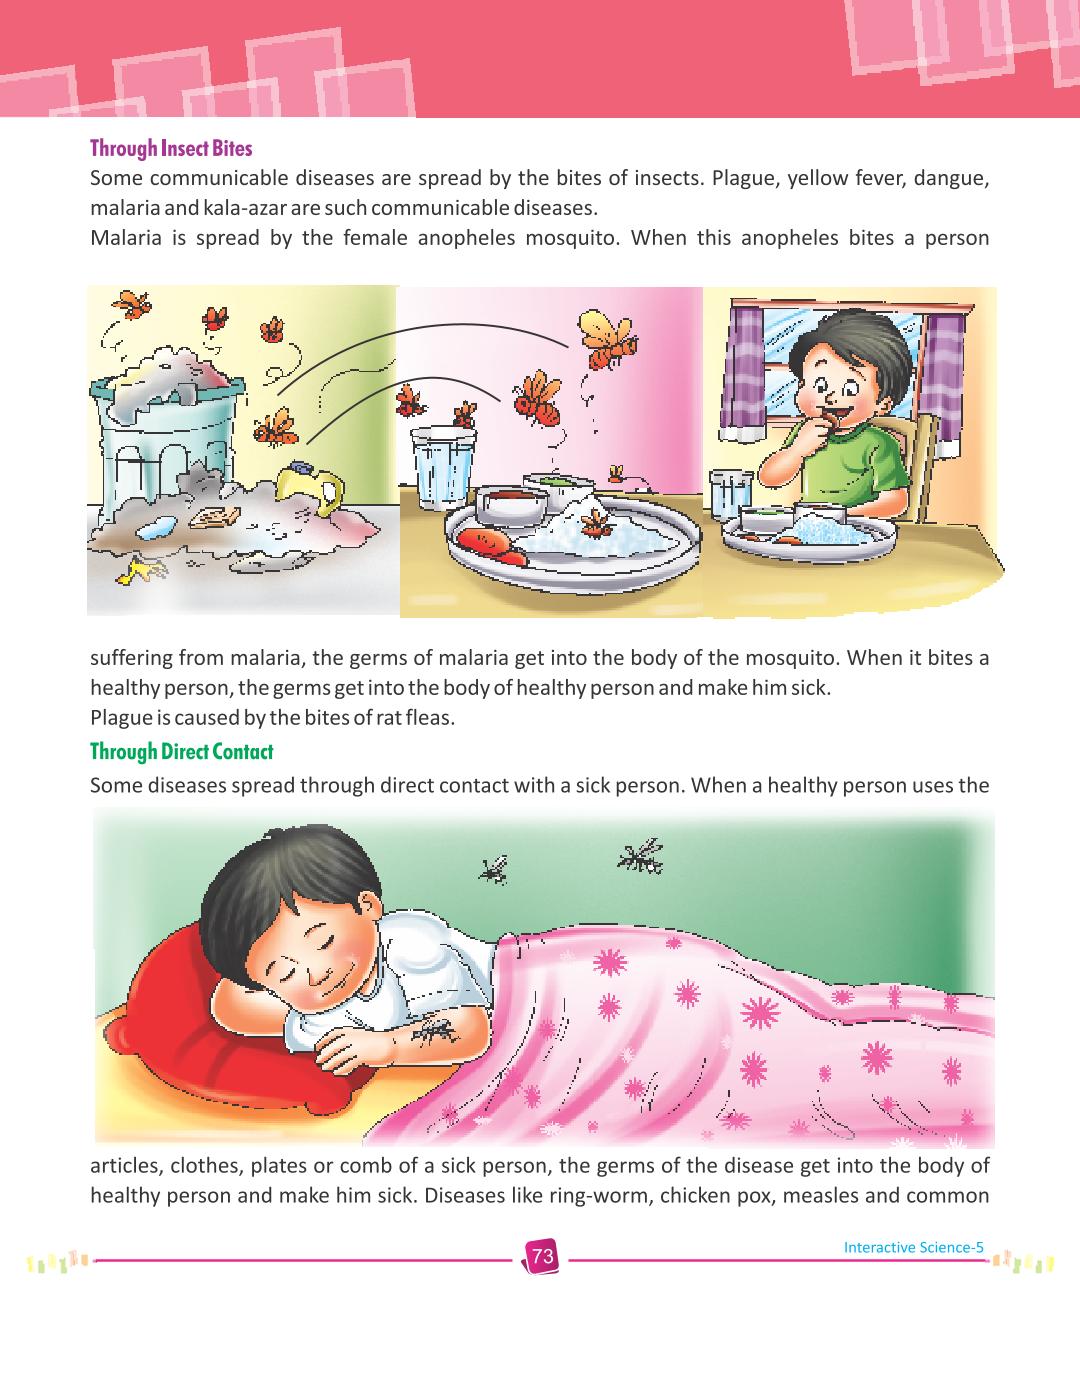 Through Insect Bites
Some communicable diseases are spread by the bites of insects. Plague, yellow fever, dangue,
malaria and kala-azar are such communicable diseases.
Malaria is spread by the female anopheles mosquito. When this anopheles bites a person
suffering from malaria, the germs of malaria get into the body of the mosquito. When it bites a
healthy person, the germs get into the body of healthy person and make him sick.
Plague is caused by the bites of rat fleas.
Through Direct Contact
Some diseases spread through direct contact with a sick person. When a healthy person uses the
articles, clothes, plates or comb of a sick person, the germs of the disease get into the body of
healthy person and make him sick. Diseases like ring-worm, chicken pox, measles and common
73
Interactive Science-5